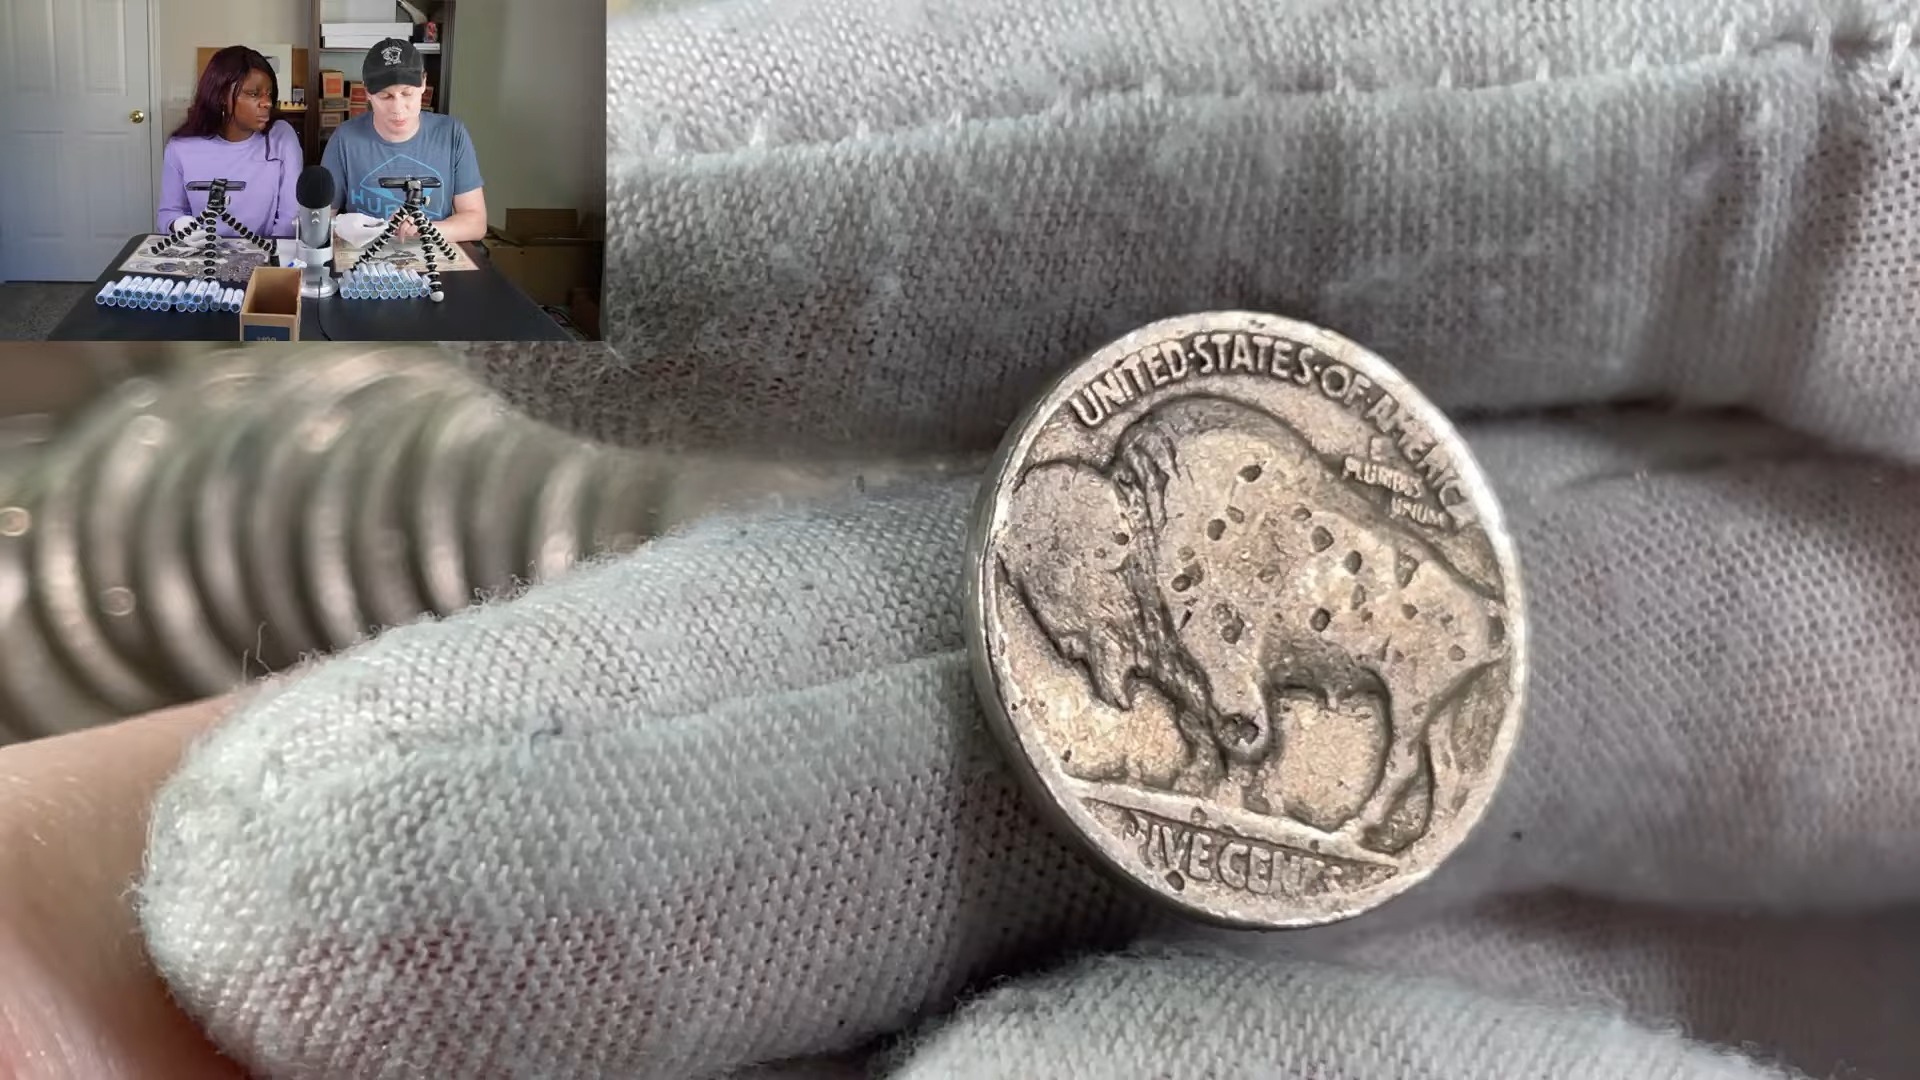 UNITED·STATES·OF·AMERICA
E
PLURIBUS
UNUM
FIVE CENTS